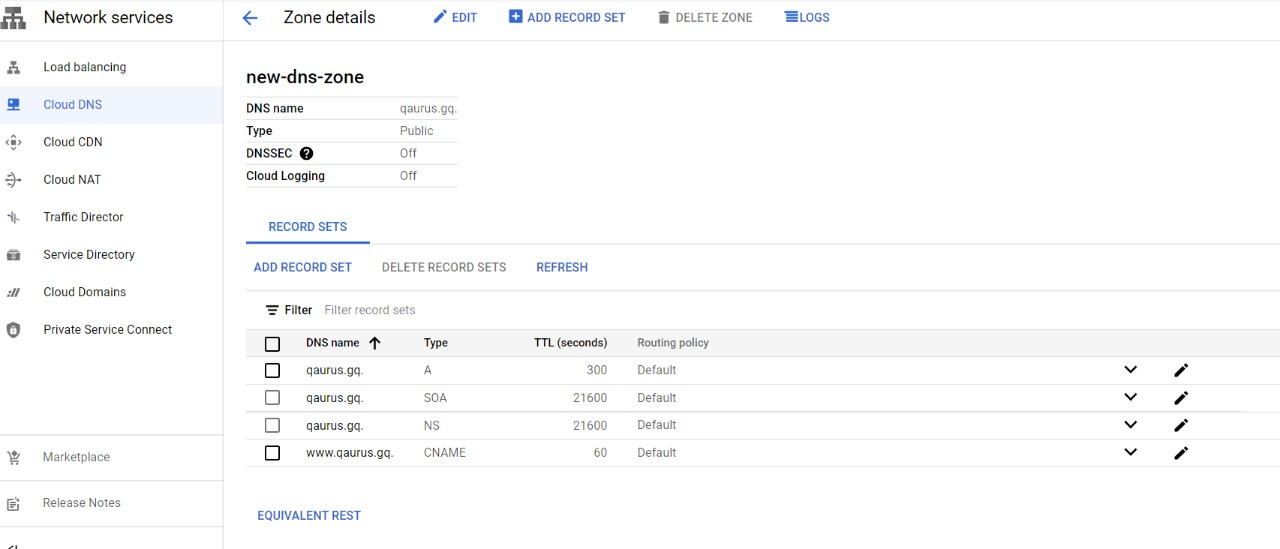 Network services
Zone details
EDIT
ADD RECORD SET
DELETE ZONE
LOGS
Load balancing
Cloud DNS
Cloud CDN
Cloud NAT
Traffic Director
Service Directory
Cloud Domains
Private Service Connect
Marketplace
Release Notes
new-dns-zone
DNS name qaurus.gq.
Type Public
DNSSEC ? Off
Cloud Logging Off
RECORD SETS
ADD RECORD SET DELETE RECORD SETS REFRESH
Filter Filter record sets
DNS name Type TTL (seconds) Routing policy
qaurus.gq. A 300 Default
qaurus.gq. SOA 21600 Default
qaurus.gq. NS 21600 Default
www.qaurus.gq. CNAME 60 Default
EQUIVALENT REST